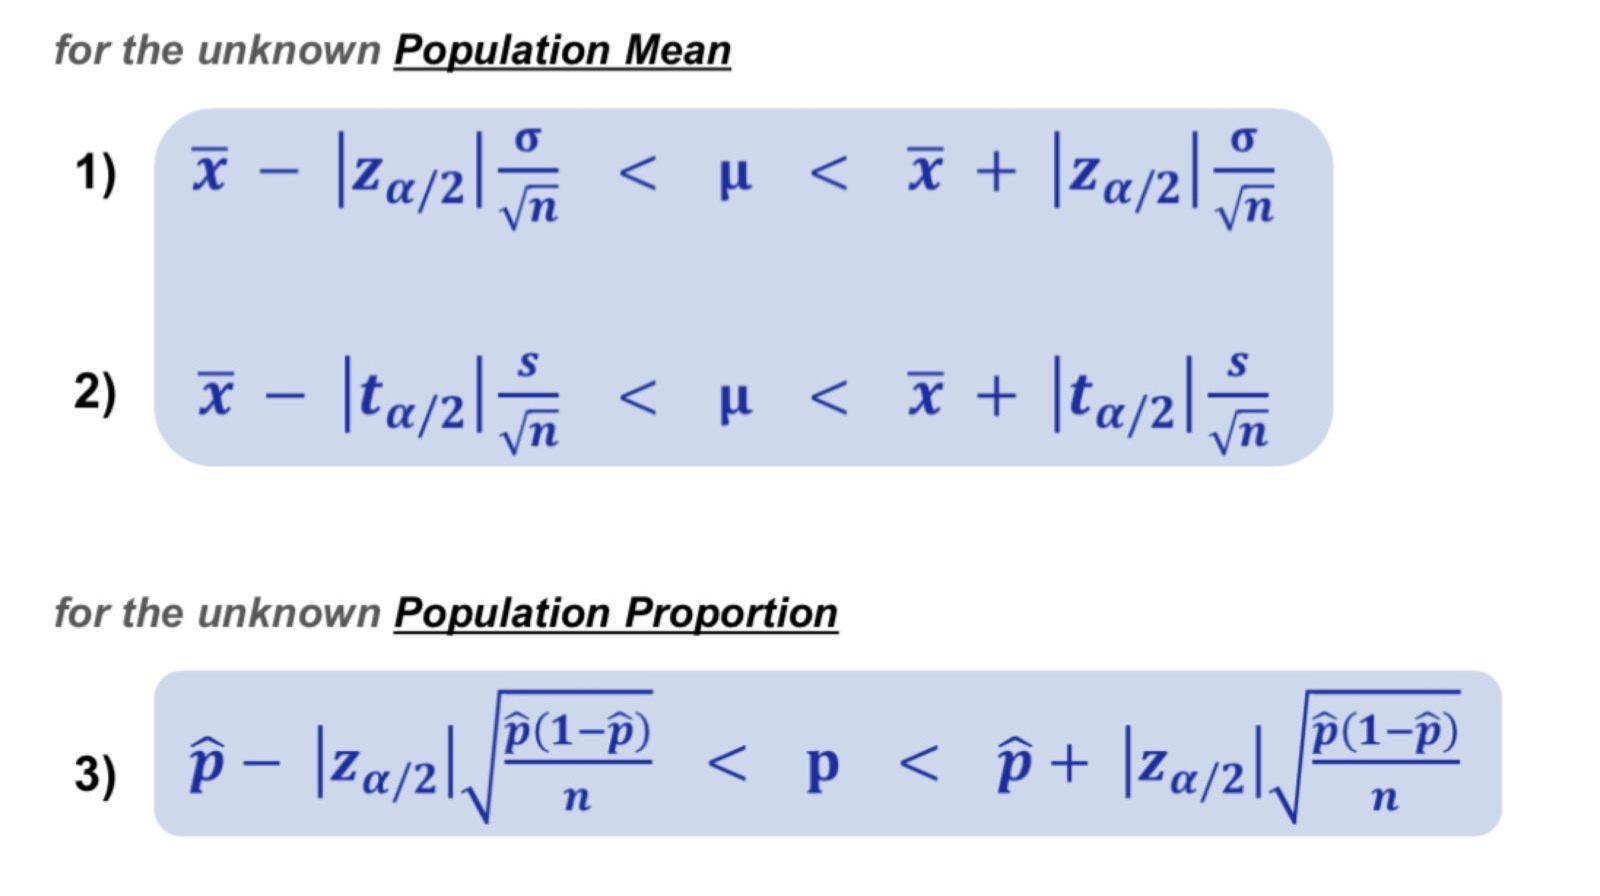 for the unknown Population Mean
1) x̅ − |z_{α/2}| σ/√n < μ < x̅ + |z_{α/2}| σ/√n
2) x̅ − |t_{α/2}| s/√n < μ < x̅ + |t_{α/2}| s/√n
for the unknown Population Proportion
3) p̂ − |z_{α/2}| √(p̂(1−p̂)/n) < p < p̂ + |z_{α/2}| √(p̂(1−p̂)/n)